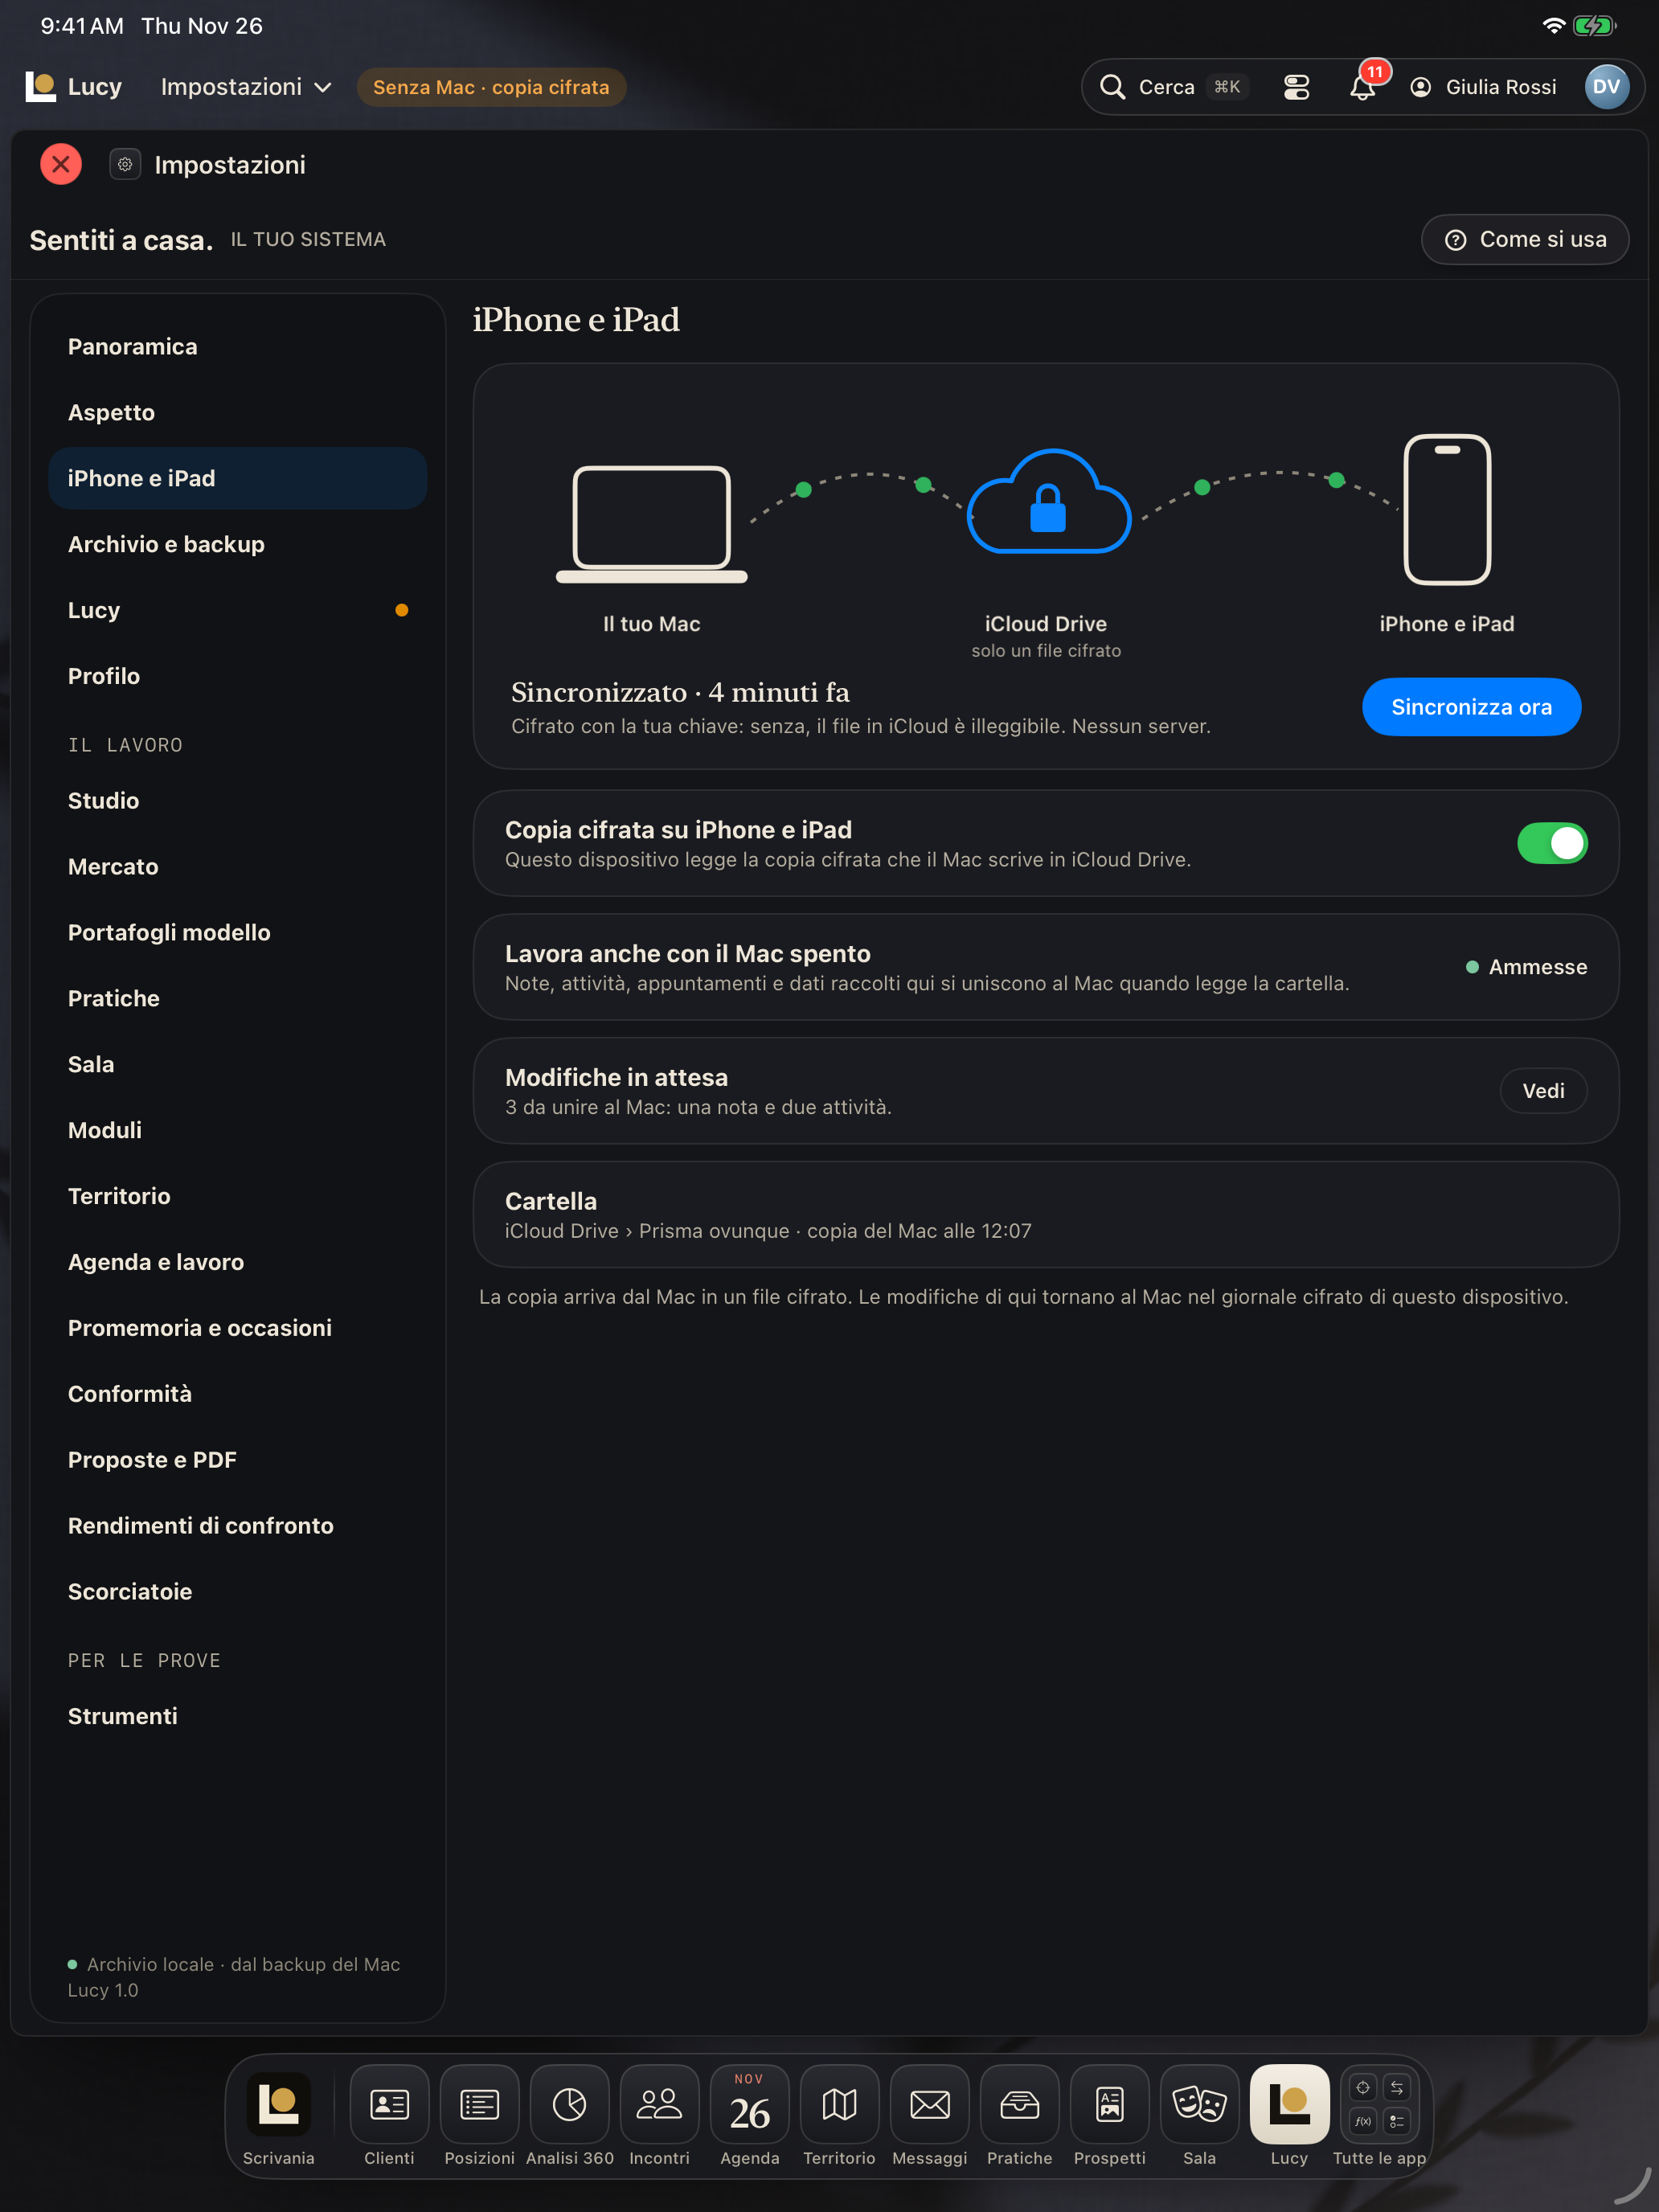 9:41 AM Thu Nov 26
Lucy
Impostazioni
Senza Mac · copia cifrata
Cerca ⌘K
11
Giulia Rossi
DV
Impostazioni
Sentiti a casa. IL TUO SISTEMA
Come si usa
Panoramica
Aspetto
iPhone e iPad
Archivio e backup
Lucy
Profilo
IL LAVORO
Studio
Mercato
Portafogli modello
Pratiche
Sala
Moduli
Territorio
Agenda e lavoro
Promemoria e occasioni
Conformità
Proposte e PDF
Rendimenti di confronto
Scorciatoie
PER LE PROVE
Strumenti
Archivio locale · dal backup del Mac
Lucy 1.0
iPhone e iPad
Il tuo Mac
iCloud Drive
solo un file cifrato
iPhone e iPad
Sincronizzato · 4 minuti fa
Cifrato con la tua chiave: senza, il file in iCloud è illeggibile. Nessun server.
Sincronizza ora
Copia cifrata su iPhone e iPad
Questo dispositivo legge la copia cifrata che il Mac scrive in iCloud Drive.
Lavora anche con il Mac spento
Note, attività, appuntamenti e dati raccolti qui si uniscono al Mac quando legge la cartella.
Ammesse
Modifiche in attesa
3 da unire al Mac: una nota e due attività.
Vedi
Cartella
iCloud Drive › Prisma ovunque · copia del Mac alle 12:07
La copia arriva dal Mac in un file cifrato. Le modifiche di qui tornano al Mac nel giornale cifrato di questo dispositivo.
NOV
26
f(x)
Scrivania
Clienti
Posizioni
Analisi 360
Incontri
Agenda
Territorio
Messaggi
Pratiche
Prospetti
Sala
Lucy
Tutte le app